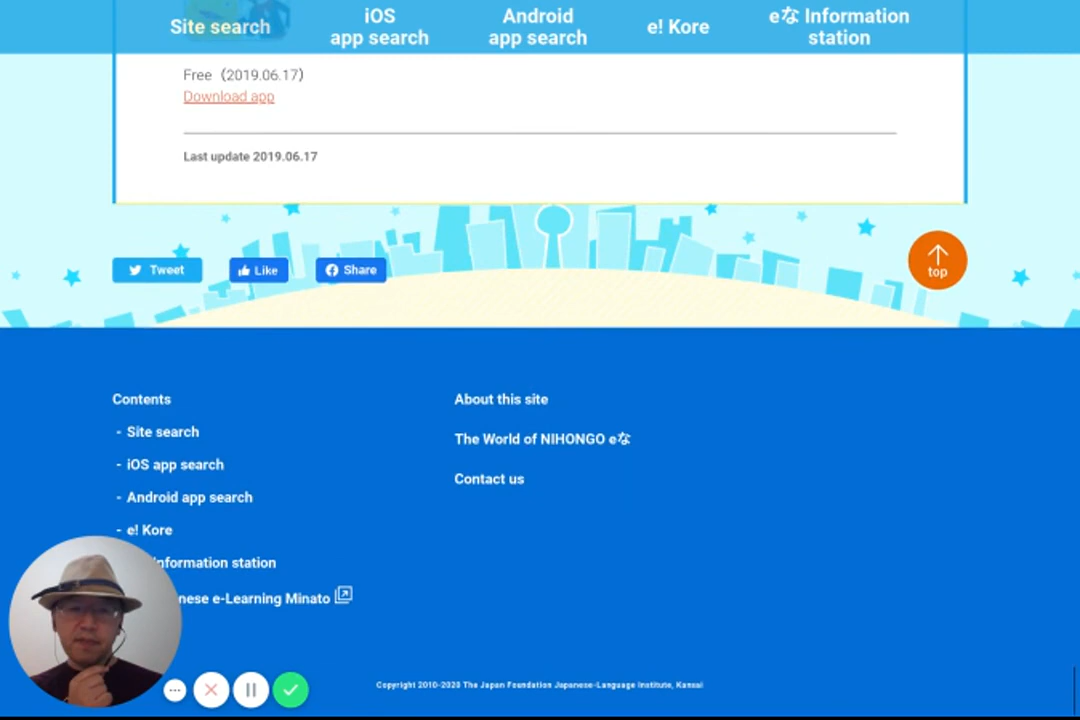 Site search
iOS
app search
Android
app search
e! Kore
eな Information
station
Free（2019.06.17）
Download app
Last update 2019.06.17
Tweet
Like
Share
top
Contents
- Site search
- iOS app search
- Android app search
- e! Kore
Information station
nese e-Learning Minato
About this site
The World of NIHONGO eな
Contact us
Copyright 2010-2020 The Japan Foundation Japanese-Language Institute, Kansai